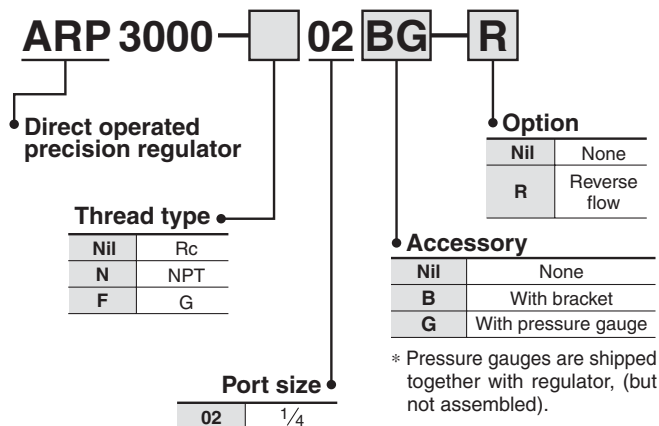 ARP 3000 — 02 BG — R
Direct operated
precision regulator
Option
Nil None
R Reverse
flow
Thread type
Nil Rc
N NPT
F G
Accessory
Nil None
B With bracket
G With pressure gauge
* Pressure gauges are shipped
together with regulator, (but
not assembled).
Port size
02 1/4